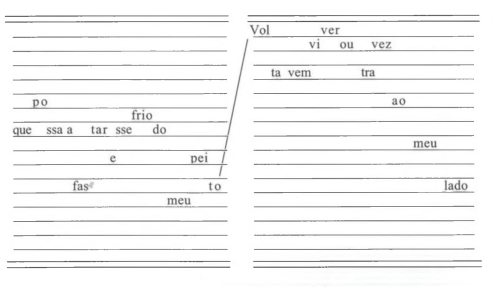 po
frio
que ssa a tar sse do
e pei
fas to
meu
Vol ver
vi ou vez
ta vem tra
ao
meu
lado